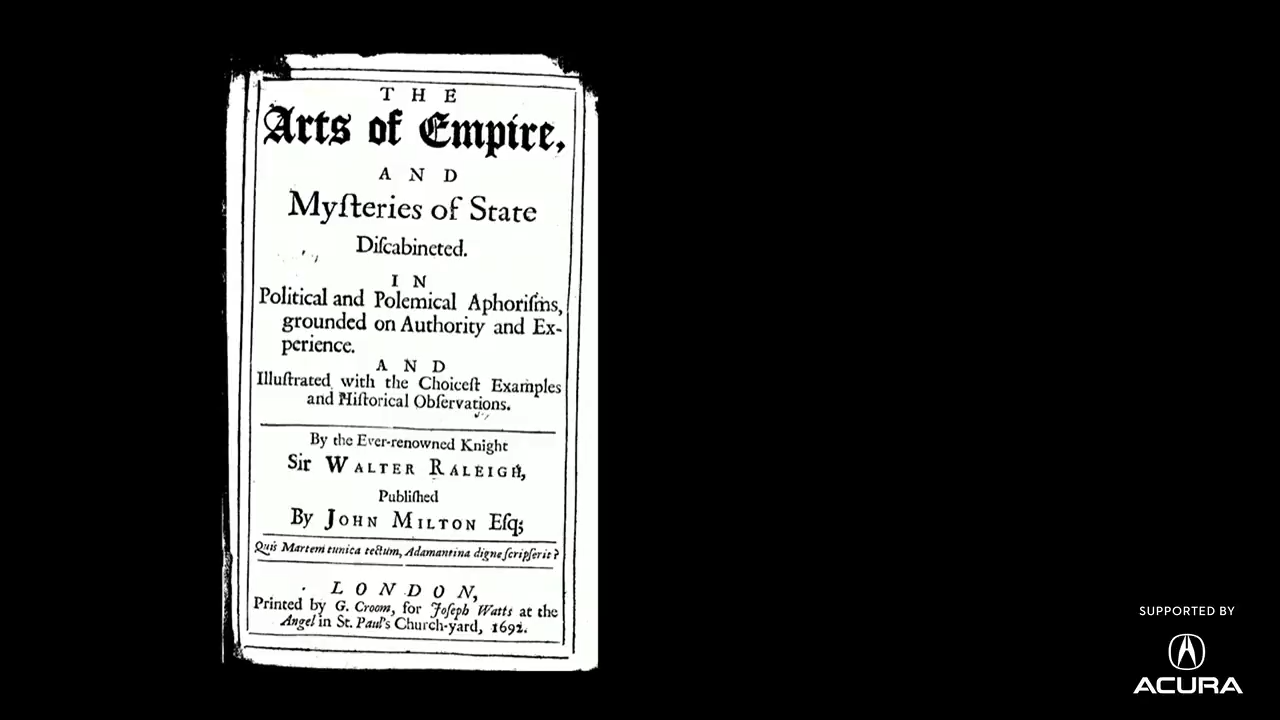 THE
Arts of Empire,
AND
Myſteries of State
Diſcabineted.
IN
Political and Polemical Aphoriſms,
grounded on Authority and Ex-
perience.
AND
Illuſtrated with the Choiceſt Examples
and Hiſtorical Obſervations.
By the Ever-renowned Knight
Sir WALTER RALEIGH,
Publiſhed
By JOHN MILTON Eſq;
Quis Martem tunica tectum, Adamantina digne ſcripſerit?
LONDON,
Printed by G. Croom, for Joſeph Watts at the
Angel in St. Paul's Church-yard, 1692.
SUPPORTED BY
ACURA